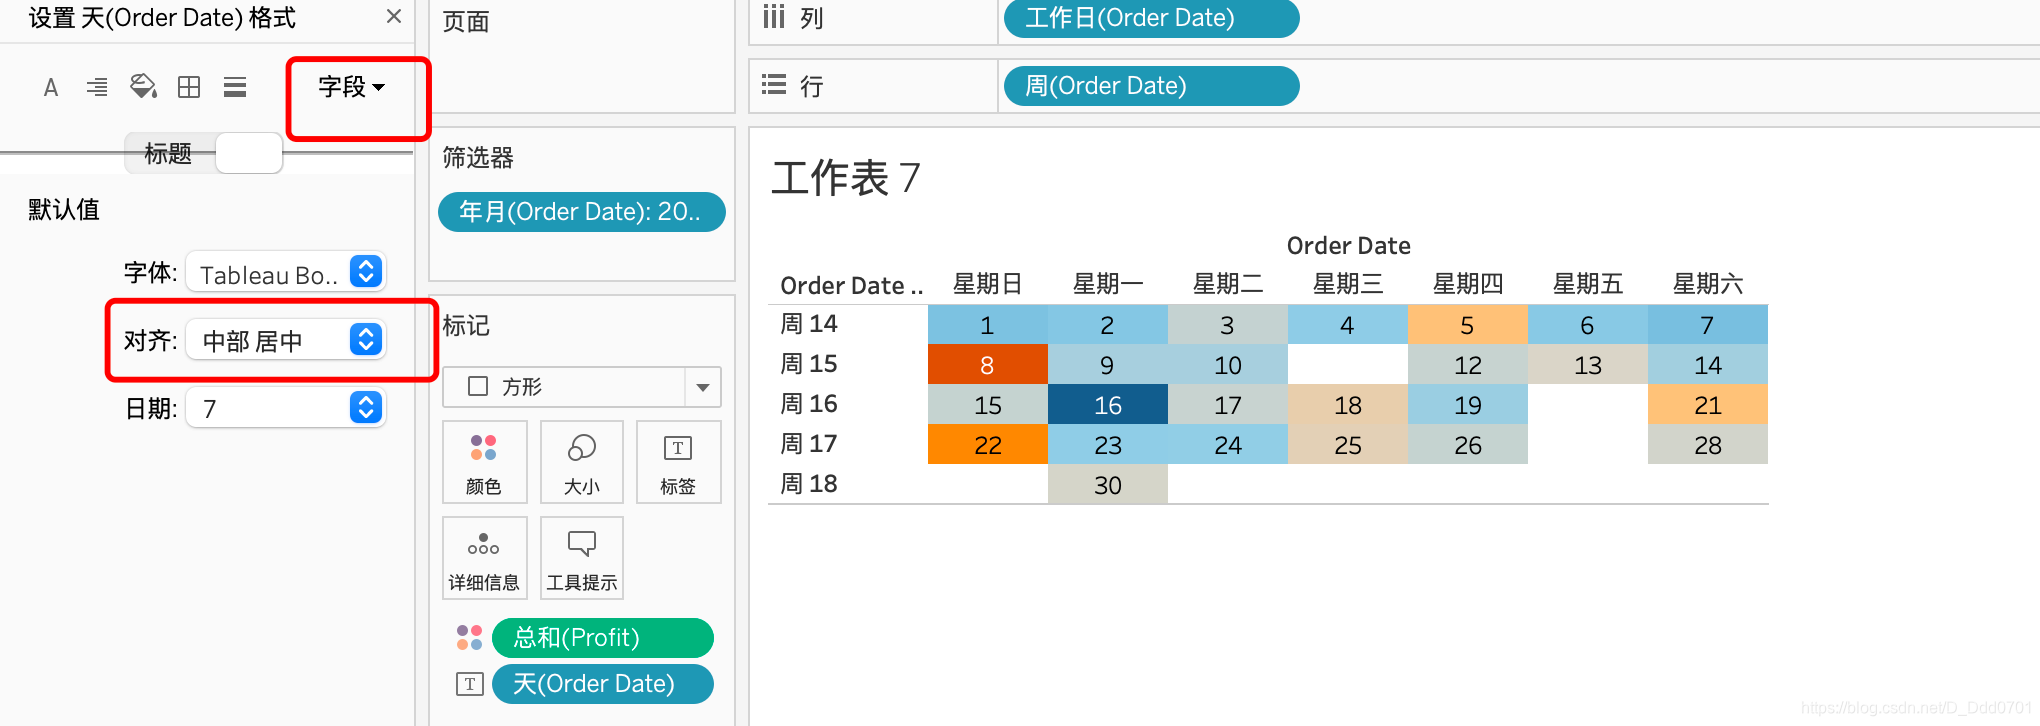 设置 天(Order Date) 格式
字段
标题
默认值
字体: Tableau Bo..
对齐: 中部 居中
日期: 7
页面
筛选器
年月(Order Date): 20..
标记
方形
颜色 大小 标签
详细信息 工具提示
总和(Profit)
天(Order Date)
列 工作日(Order Date)
行 周(Order Date)
工作表 7
Order Date
Order Date .. 星期日 星期一 星期二 星期三 星期四 星期五 星期六
周 14 1 2 3 4 5 6 7
周 15 8 9 10 12 13 14
周 16 15 16 17 18 19 21
周 17 22 23 24 25 26 28
周 18 30
https://blog.csdn.net/D_Ddd0701